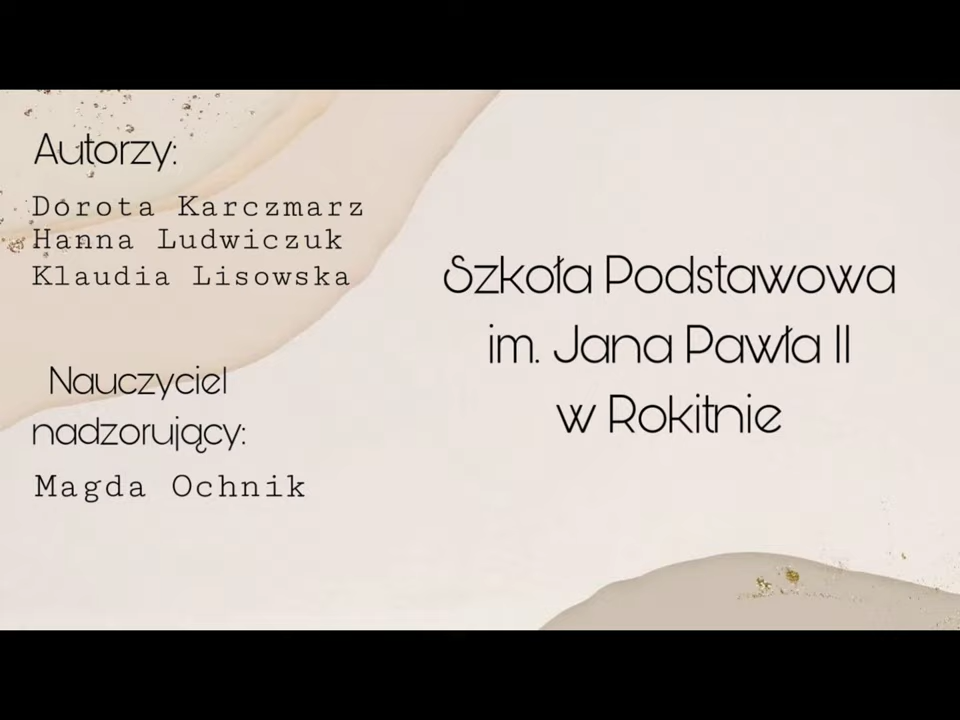 Autorzy:
Dorota Karczmarz
Hanna Ludwiczuk
Klaudia Lisowska
Nauczyciel
nadzorujący:
Magda Ochnik
Szkoła Podstawowa
im. Jana Pawła II
w Rokitnie